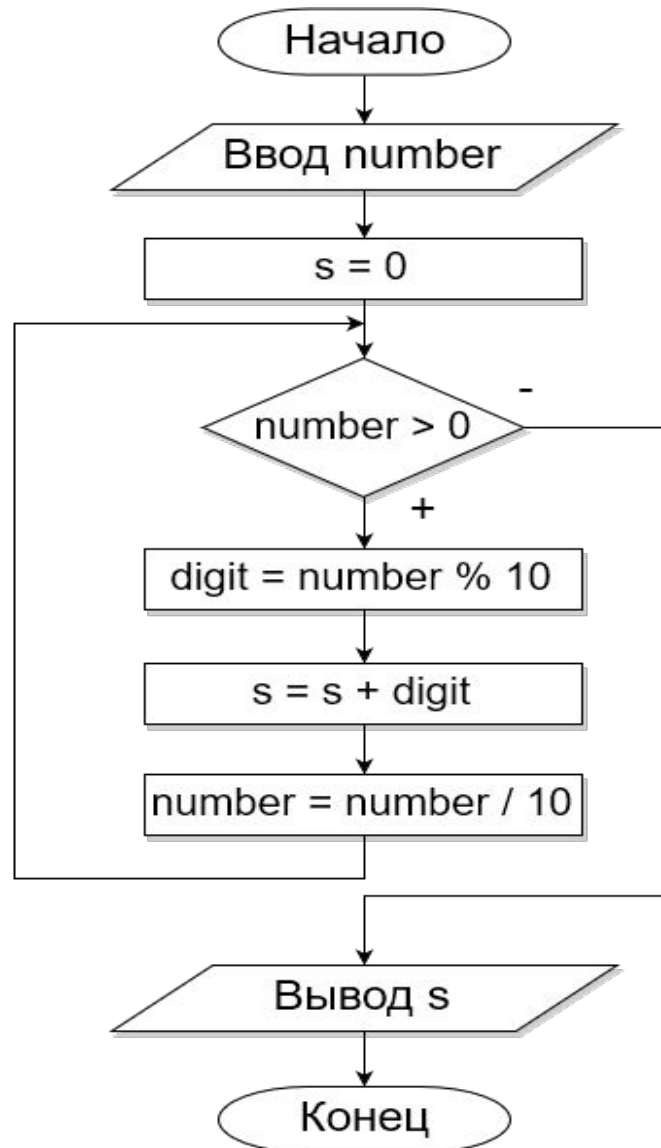 Начало
Ввод number
s = 0
number > 0
-
+
digit = number % 10
s = s + digit
number = number / 10
Вывод s
Конец